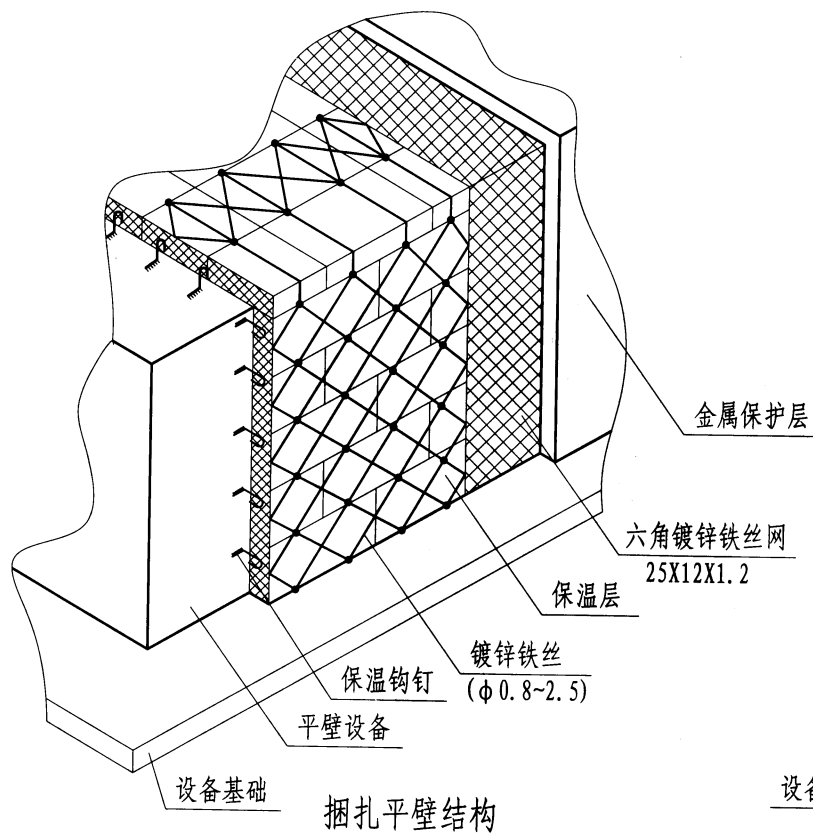 金属保护层
六角镀锌铁丝网
25X12X1.2
保温层
镀锌铁丝
(ϕ0.8~2.5)
保温钩钉
平壁设备
设备基础
设备
捆扎平壁结构